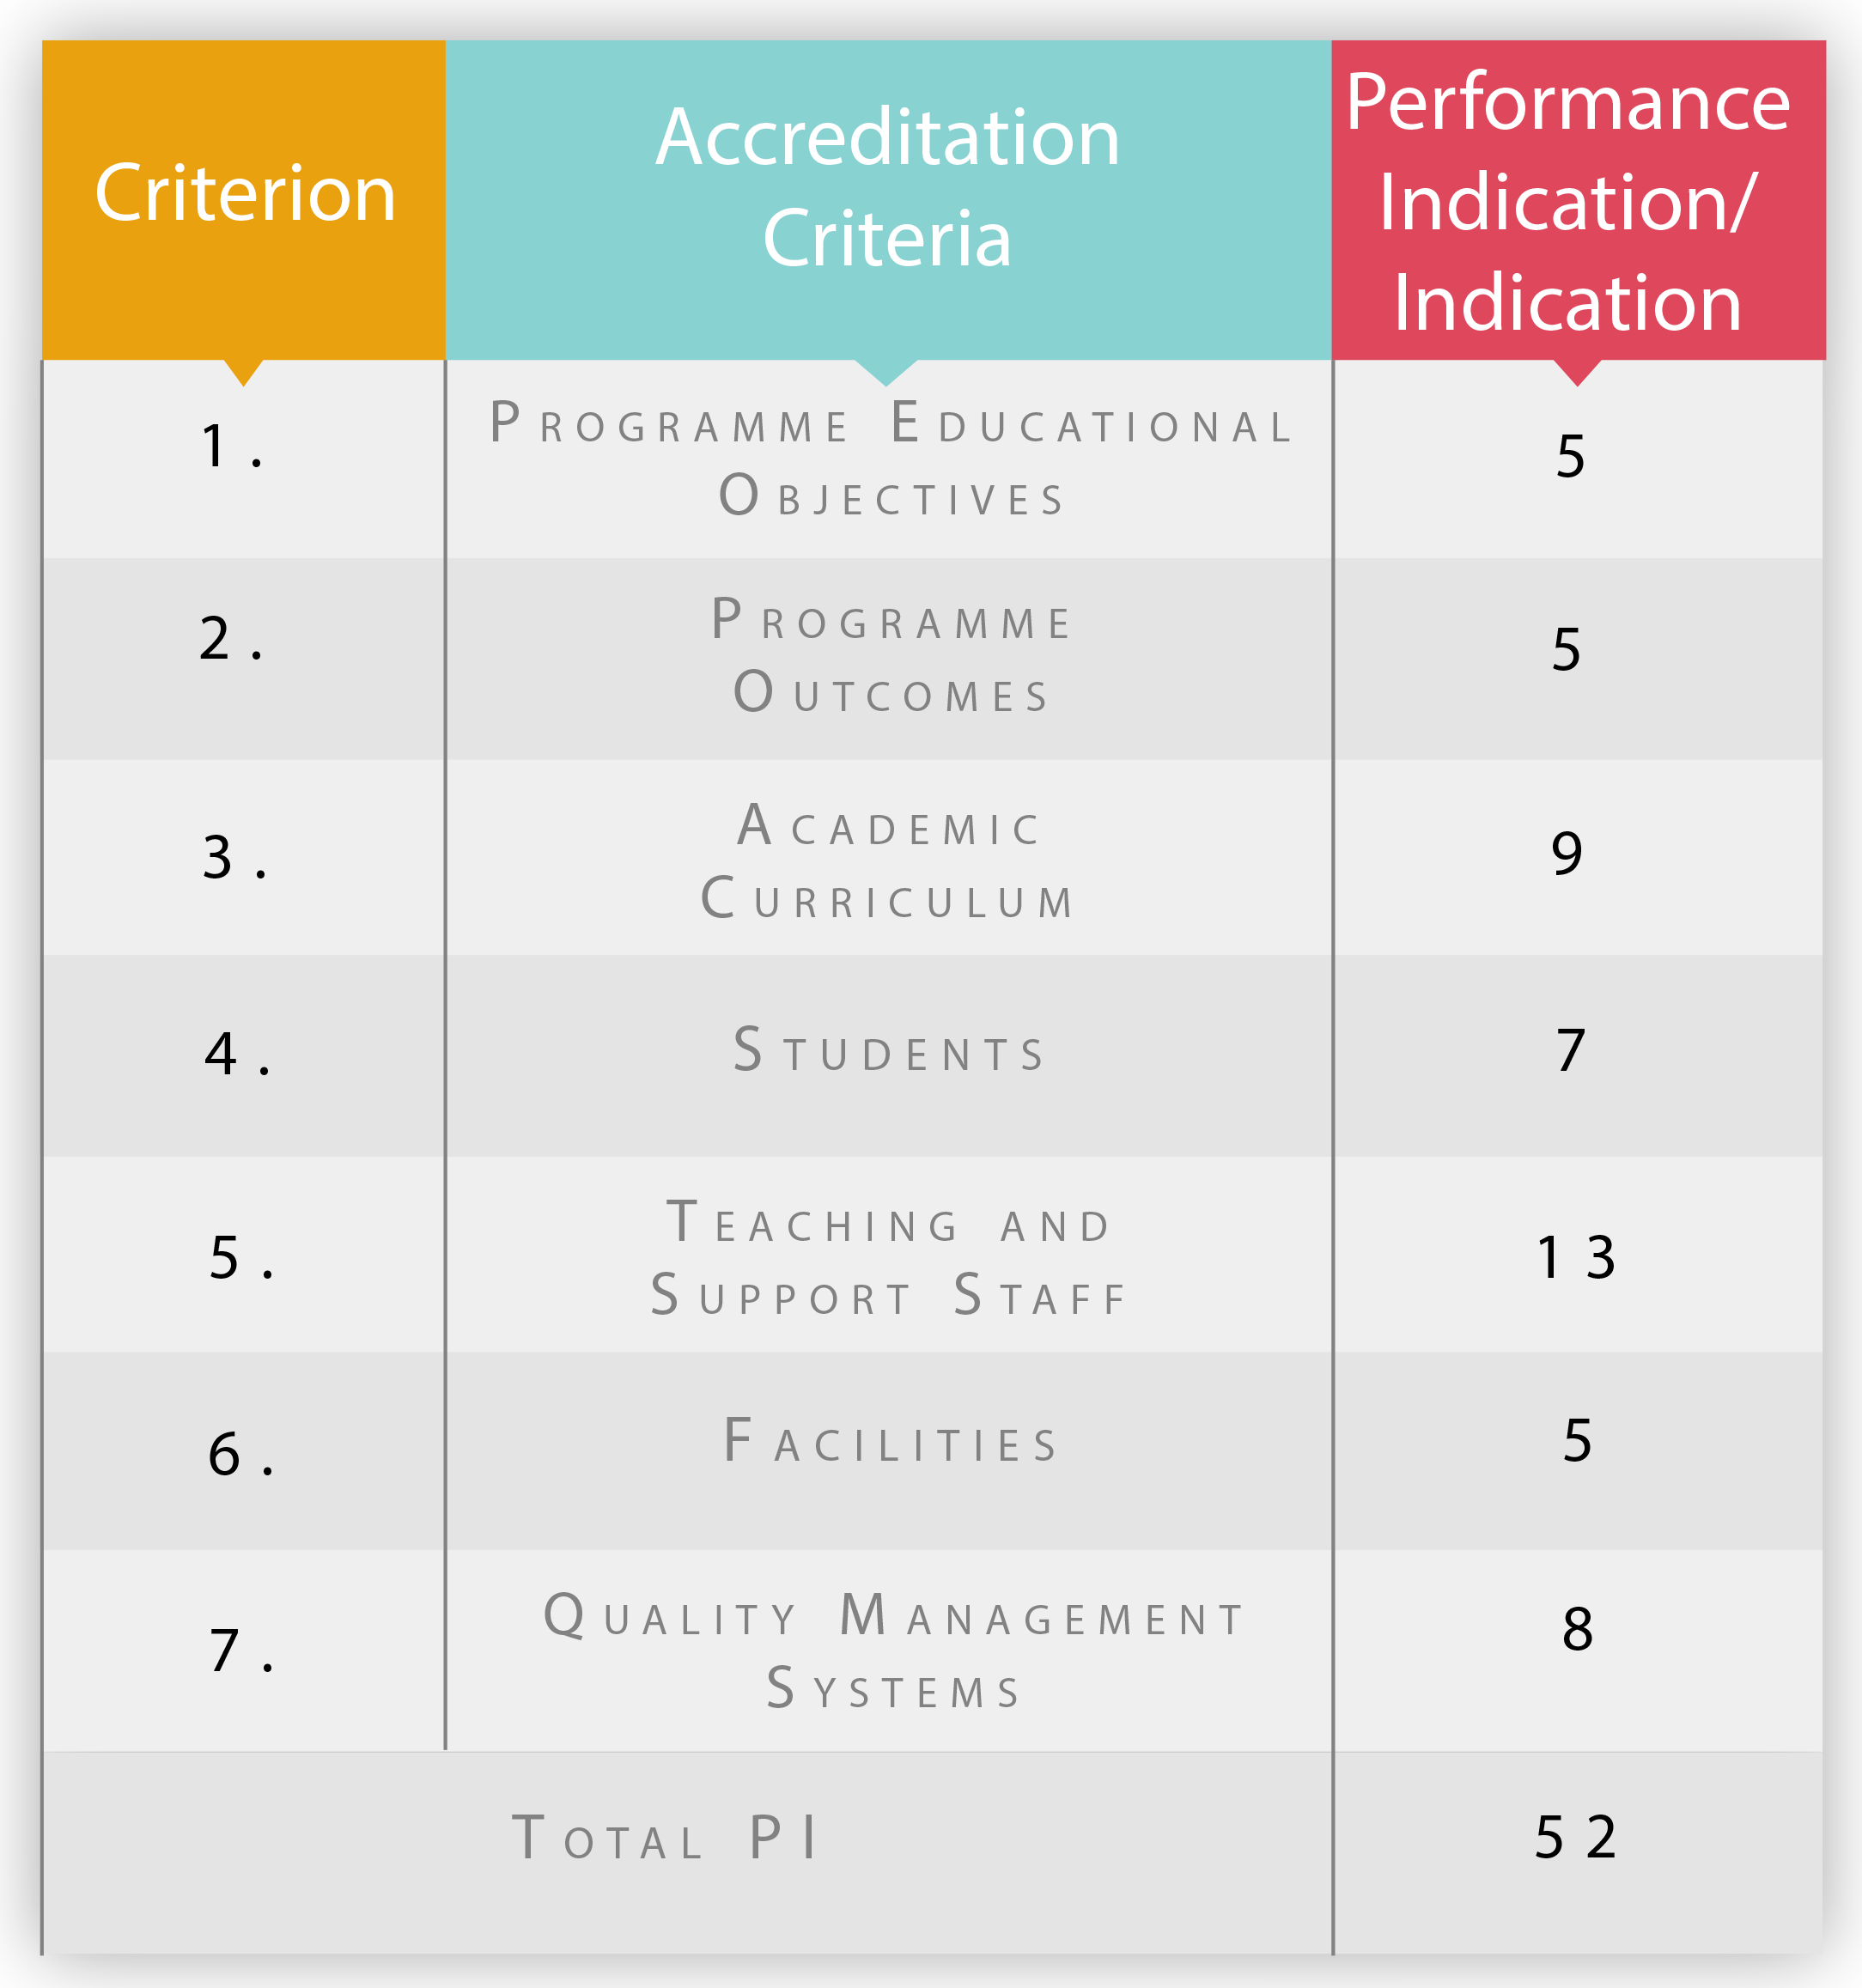 Criterion
Accreditation
Criteria
Performance
Indication/
Indication
1.
Programme Educational
Objectives
5
2.
Programme
Outcomes
5
3.
Academic
Curriculum
9
4.
Students
7
5.
Teaching and
Support Staff
13
6.
Facilities
5
7.
Quality Management
Systems
8
Total PI
52